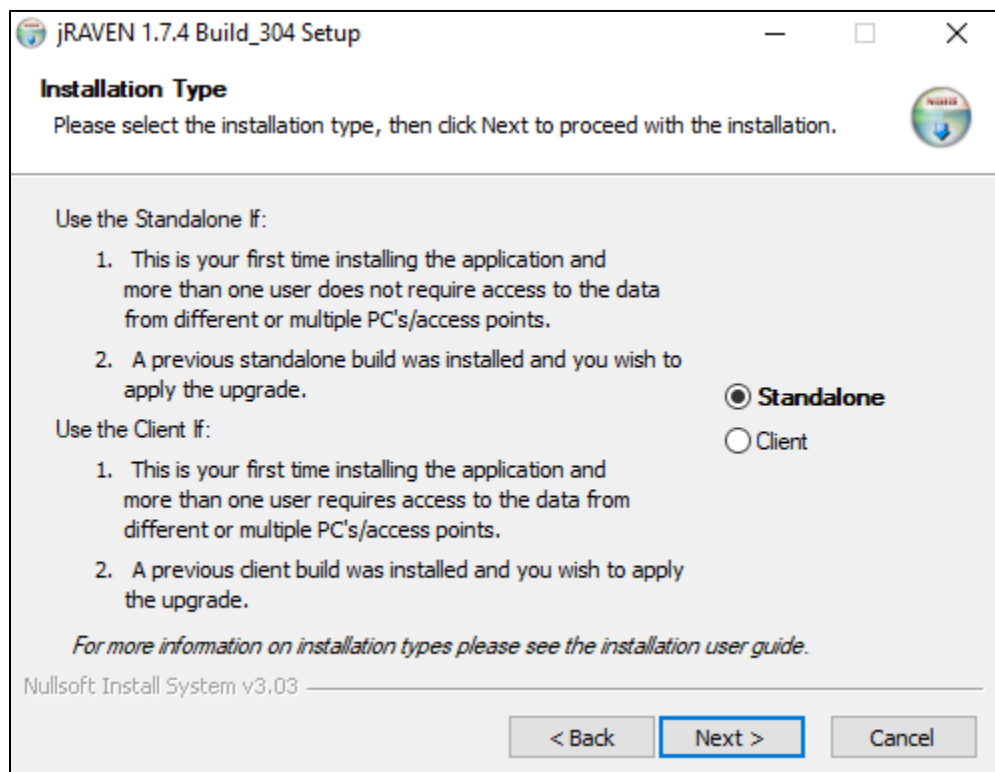 jRAVEN 1.7.4 Build_304 Setup
Installation Type
Please select the installation type, then click Next to proceed with the installation.
Use the Standalone If:
1. This is your first time installing the application and
more than one user does not require access to the data
from different or multiple PC's/access points.
2. A previous standalone build was installed and you wish to
apply the upgrade.
Standalone
Use the Client If:
Client
1. This is your first time installing the application and
more than one user requires access to the data from
different or multiple PC's/access points.
2. A previous client build was installed and you wish to apply
the upgrade.
For more information on installation types please see the installation user guide.
Nullsoft Install System v3.03
< Back
Next >
Cancel